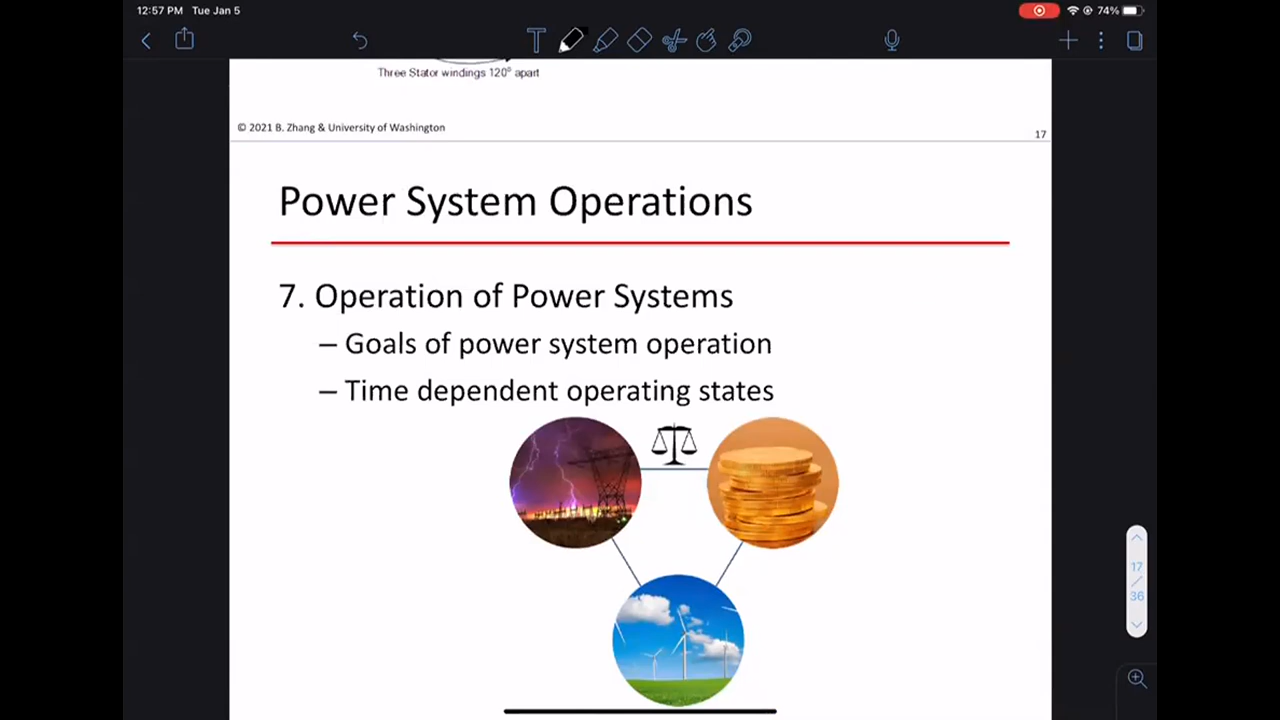 12:57 PM Tue Jan 5
74%
T
Three Stator windings 120° apart
© 2021 B. Zhang & University of Washington
17
Power System Operations
7. Operation of Power Systems
– Goals of power system operation
– Time dependent operating states
17
/
36